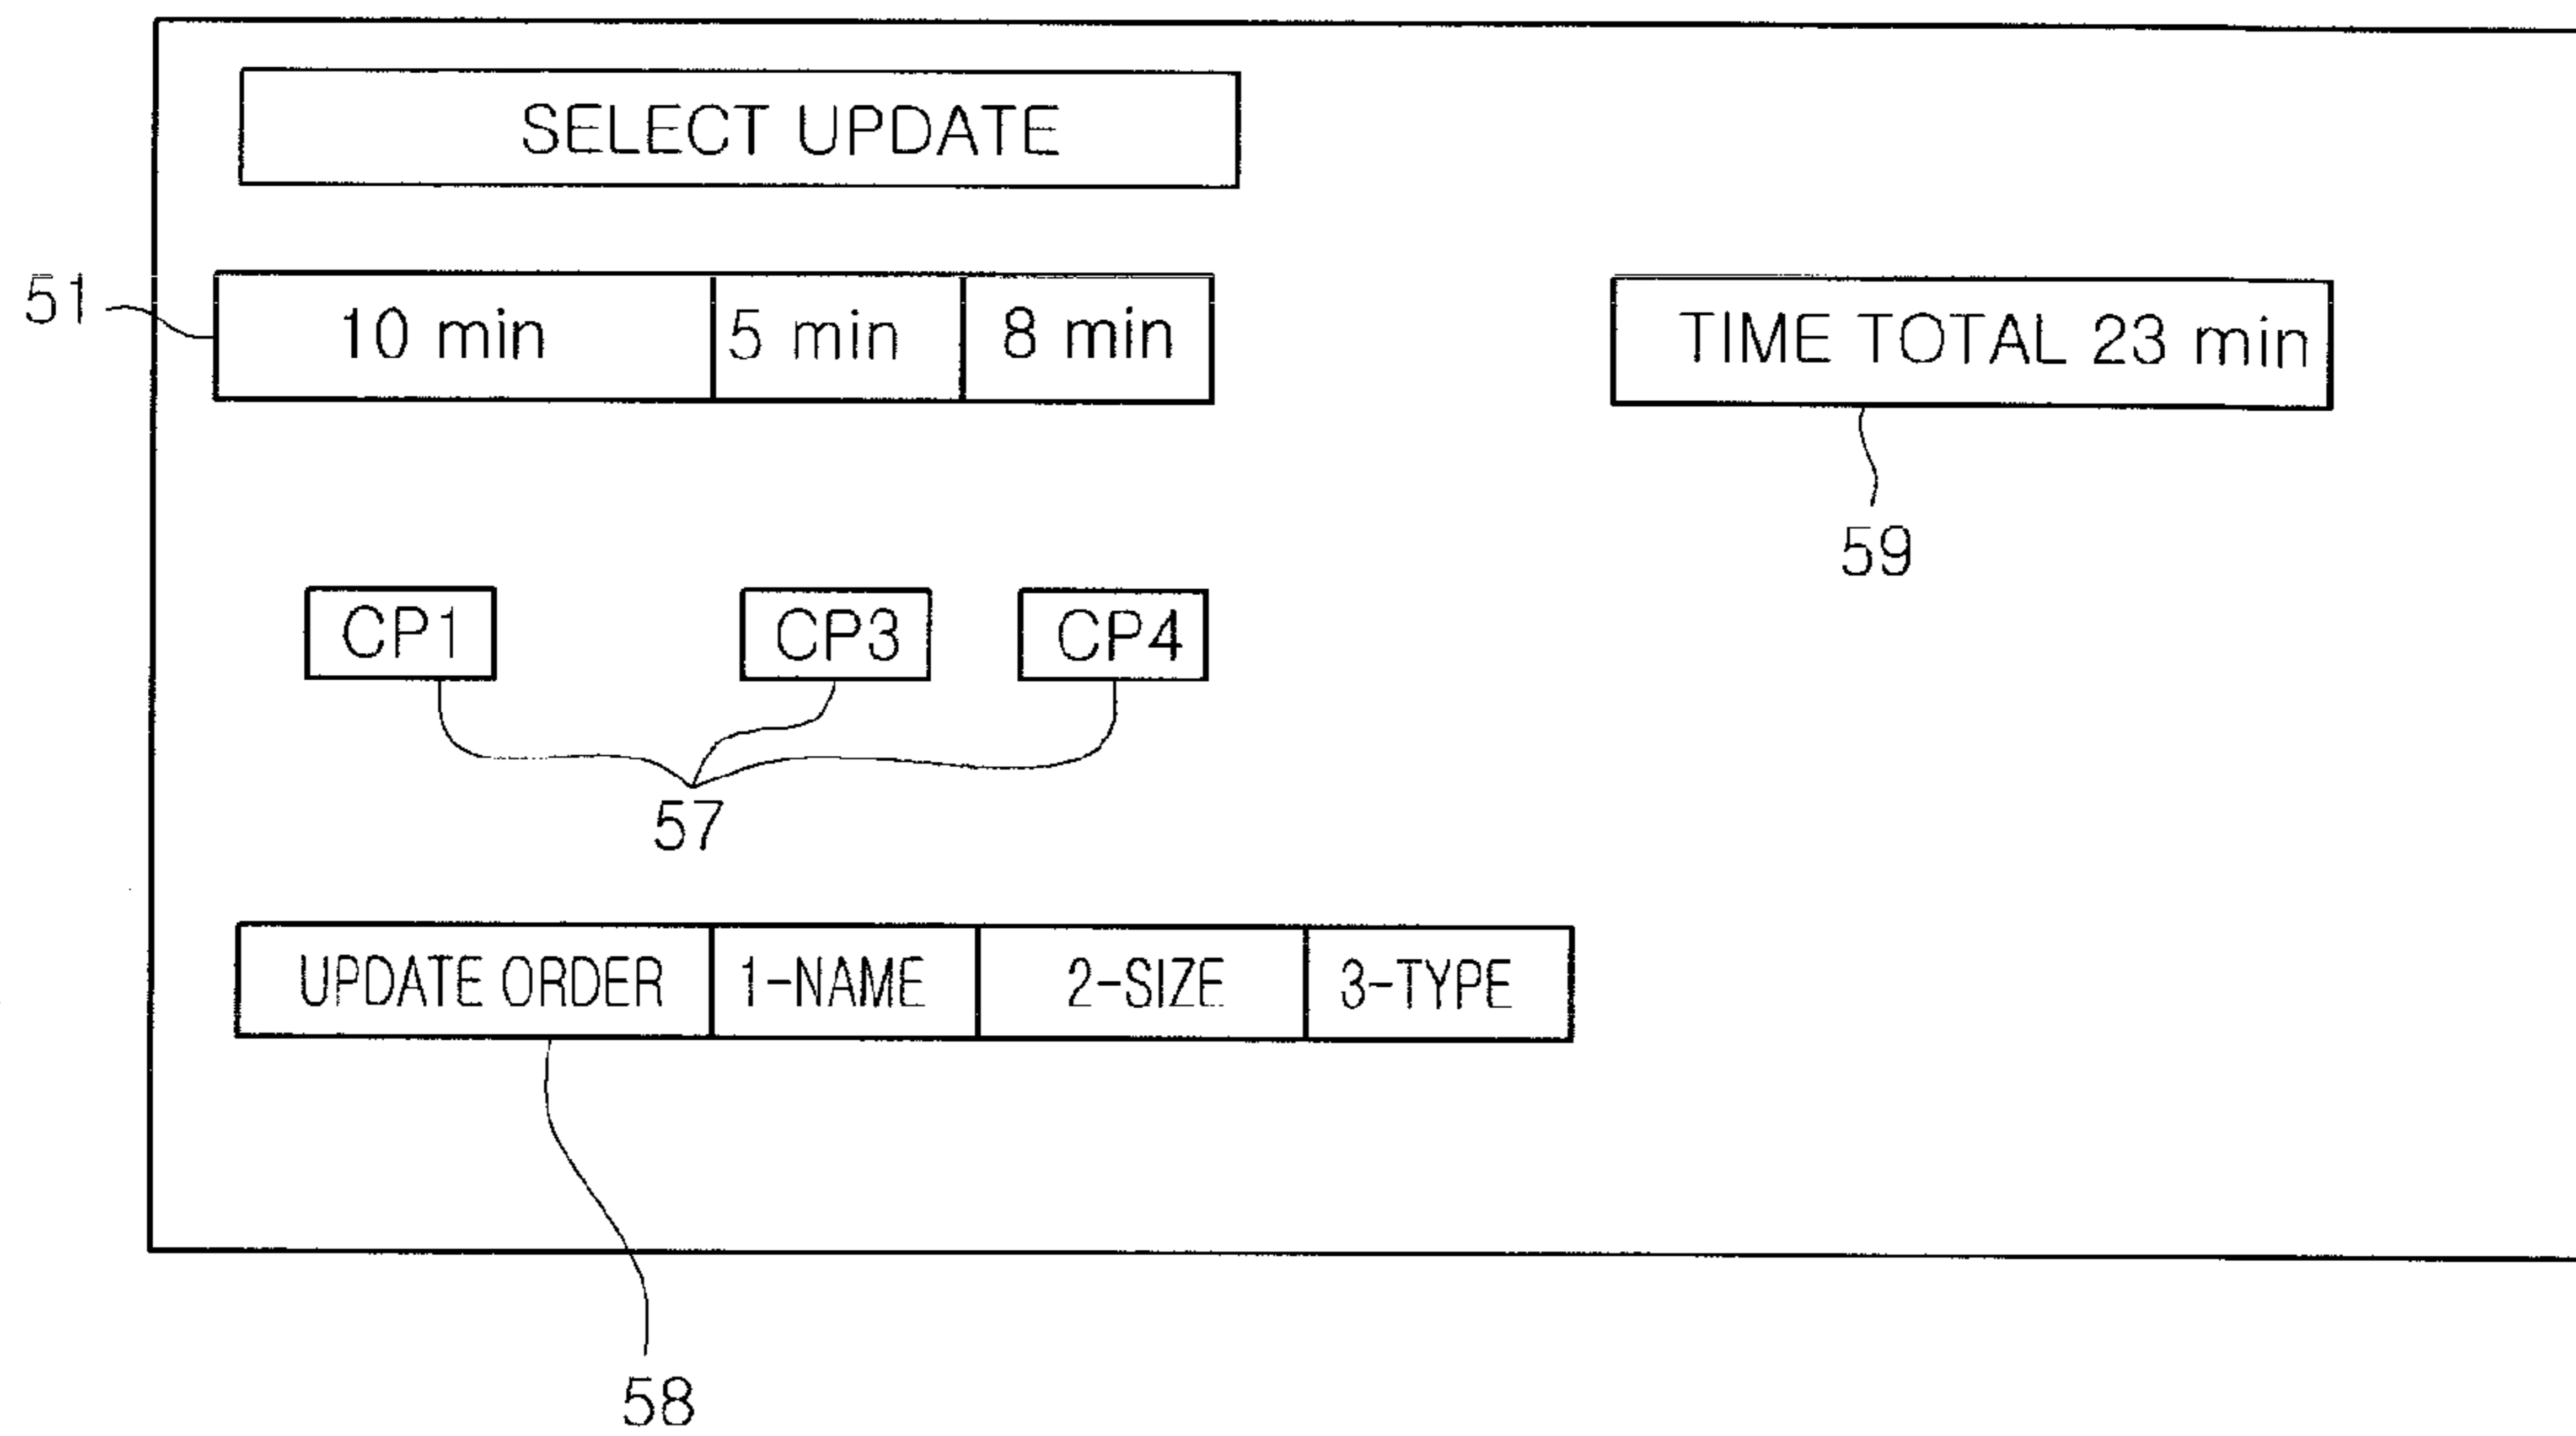 SELECT UPDATE
51
10 min 5 min 8 min
TIME TOTAL 23 min
59
CP1 CP3 CP4
57
UPDATE ORDER 1-NAME 2-SIZE 3-TYPE
58